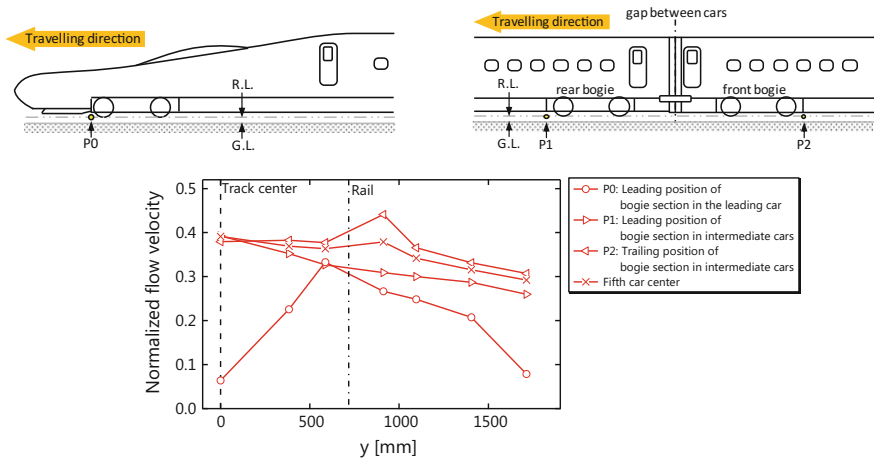 Travelling direction
R.L.
P0
G.L.
gap between cars
Travelling direction
R.L.
rear bogie
front bogie
G.L.
P1
P2
Normalized flow velocity
0.5
0.4
0.3
0.2
0.1
0.0
Track center
Rail
0
500
1000
1500
y [mm]
P0: Leading position of
bogie section in the leading car
P1: Leading position of
bogie section in intermediate cars
P2: Trailing position of
bogie section in intermediate cars
Fifth car center